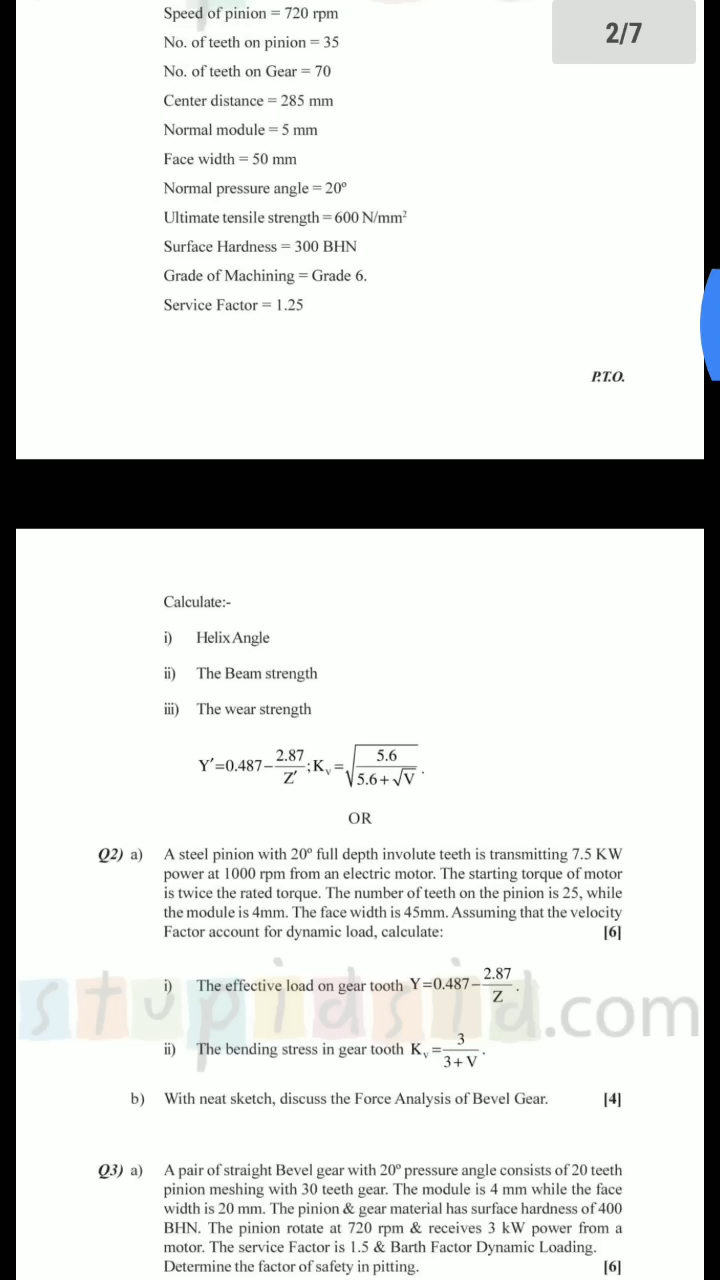 Speed of pinion = 720 rpm
2/7
No. of teeth on pinion = 35
No. of teeth on Gear = 70
Center distance = 285 mm
Normal module = 5 mm
Face width = 50 mm
Normal pressure angle = 20º
Ultimate tensile strength = 600 N/mm²
Surface Hardness = 300 BHN
Grade of Machining = Grade 6.
Service Factor = 1.25
P.T.O.
Calculate:-
i) Helix Angle
ii) The Beam strength
iii) The wear strength
Y′=0.487−2.87/Z′; Kᵥ=√(5.6/(5.6+√V)).
OR
Q2) a) A steel pinion with 20º full depth involute teeth is transmitting 7.5 KW
power at 1000 rpm from an electric motor. The starting torque of motor
is twice the rated torque. The number of teeth on the pinion is 25, while
the module is 4mm. The face width is 45mm. Assuming that the velocity
Factor account for dynamic load, calculate: [6]
i) The effective load on gear tooth Y=0.487−2.87/Z.
stupidsid.com
ii) The bending stress in gear tooth Kᵥ=3/(3+V).
b) With neat sketch, discuss the Force Analysis of Bevel Gear. [4]
Q3) a) A pair of straight Bevel gear with 20º pressure angle consists of 20 teeth
pinion meshing with 30 teeth gear. The module is 4 mm while the face
width is 20 mm. The pinion & gear material has surface hardness of 400
BHN. The pinion rotate at 720 rpm & receives 3 kW power from a
motor. The service Factor is 1.5 & Barth Factor Dynamic Loading.
Determine the factor of safety in pitting. [6]